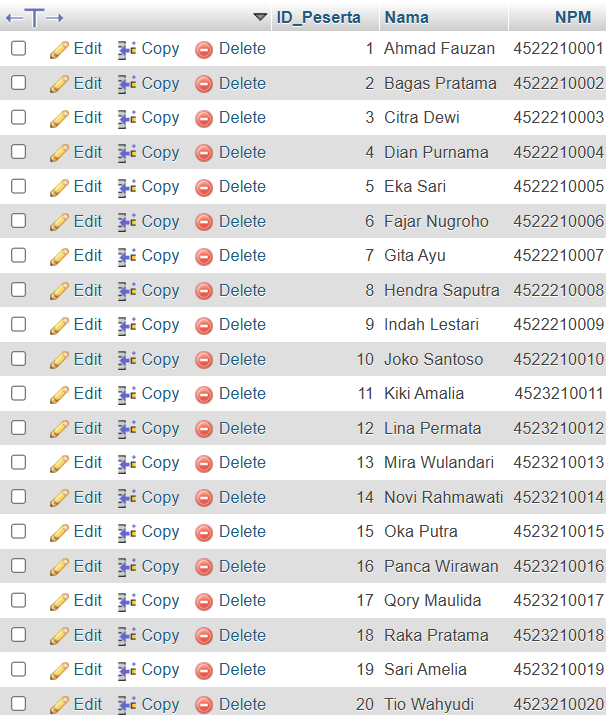 ID_Peserta Nama NPM
Edit Copy Delete 1 Ahmad Fauzan 4522210001
Edit Copy Delete 2 Bagas Pratama 4522210002
Edit Copy Delete 3 Citra Dewi 4522210003
Edit Copy Delete 4 Dian Purnama 4522210004
Edit Copy Delete 5 Eka Sari 4522210005
Edit Copy Delete 6 Fajar Nugroho 4522210006
Edit Copy Delete 7 Gita Ayu 4522210007
Edit Copy Delete 8 Hendra Saputra 4522210008
Edit Copy Delete 9 Indah Lestari 4522210009
Edit Copy Delete 10 Joko Santoso 4522210010
Edit Copy Delete 11 Kiki Amalia 4523210011
Edit Copy Delete 12 Lina Permata 4523210012
Edit Copy Delete 13 Mira Wulandari 4523210013
Edit Copy Delete 14 Novi Rahmawati 4523210014
Edit Copy Delete 15 Oka Putra 4523210015
Edit Copy Delete 16 Panca Wirawan 4523210016
Edit Copy Delete 17 Qory Maulida 4523210017
Edit Copy Delete 18 Raka Pratama 4523210018
Edit Copy Delete 19 Sari Amelia 4523210019
Edit Copy Delete 20 Tio Wahyudi 4523210020